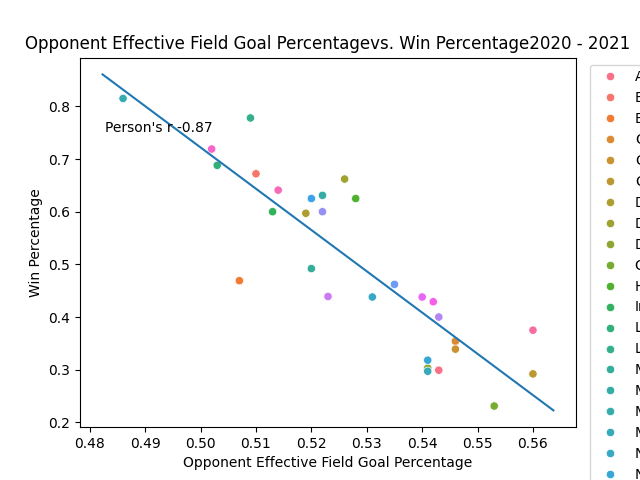 Opponent Effective Field Goal Percentagevs. Win Percentage2020 - 2021
Person's r -0.87
Win Percentage
0.8
0.7
0.6
0.5
0.4
0.3
0.2
0.48 0.49 0.50 0.51 0.52 0.53 0.54 0.55 0.56
Opponent Effective Field Goal Percentage